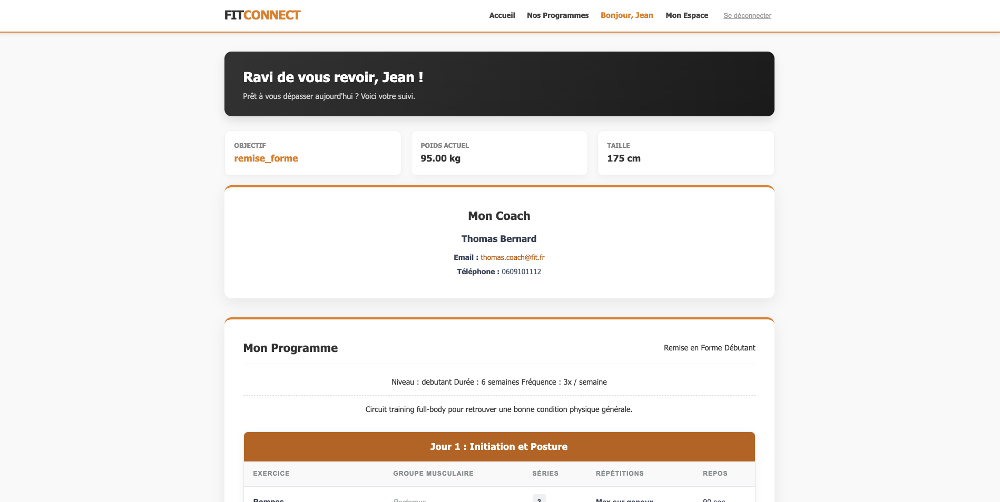 FITCONNECT
Accueil Nos Programmes Bonjour, Jean Mon Espace Se déconnecter
Ravi de vous revoir, Jean !
Prêt à vous dépasser aujourd'hui ? Voici votre suivi.
OBJECTIF
remise_forme
POIDS ACTUEL
95.00 kg
TAILLE
175 cm
Mon Coach
Thomas Bernard
Email : thomas.coach@fit.fr
Téléphone : 0609101112
Mon Programme
Remise en Forme Débutant
Niveau : debutant Durée : 6 semaines Fréquence : 3x / semaine
Circuit training full-body pour retrouver une bonne condition physique générale.
Jour 1 : Initiation et Posture
EXERCICE GROUPE MUSCULAIRE SÉRIES RÉPÉTITIONS REPOS
Pompes Pectoraux 3 Max sur genoux 90 sec